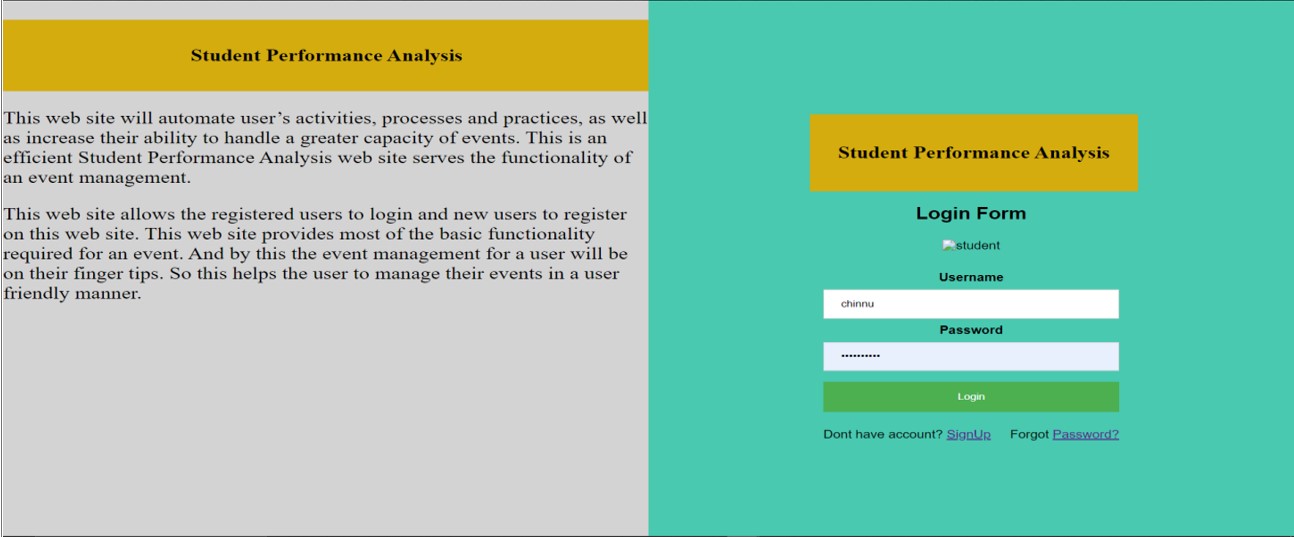 Student Performance Analysis
This web site will automate user’s activities, processes and practices, as well
as increase their ability to handle a greater capacity of events. This is an
efficient Student Performance Analysis web site serves the functionality of
an event management.
This web site allows the registered users to login and new users to register
on this web site. This web site provides most of the basic functionality
required for an event. And by this the event management for a user will be
on their finger tips. So this helps the user to manage their events in a user
friendly manner.
Student Performance Analysis
Login Form
student
Username
chinnu
Password
••••••••••
Login
Dont have account? SignUp Forgot Password?